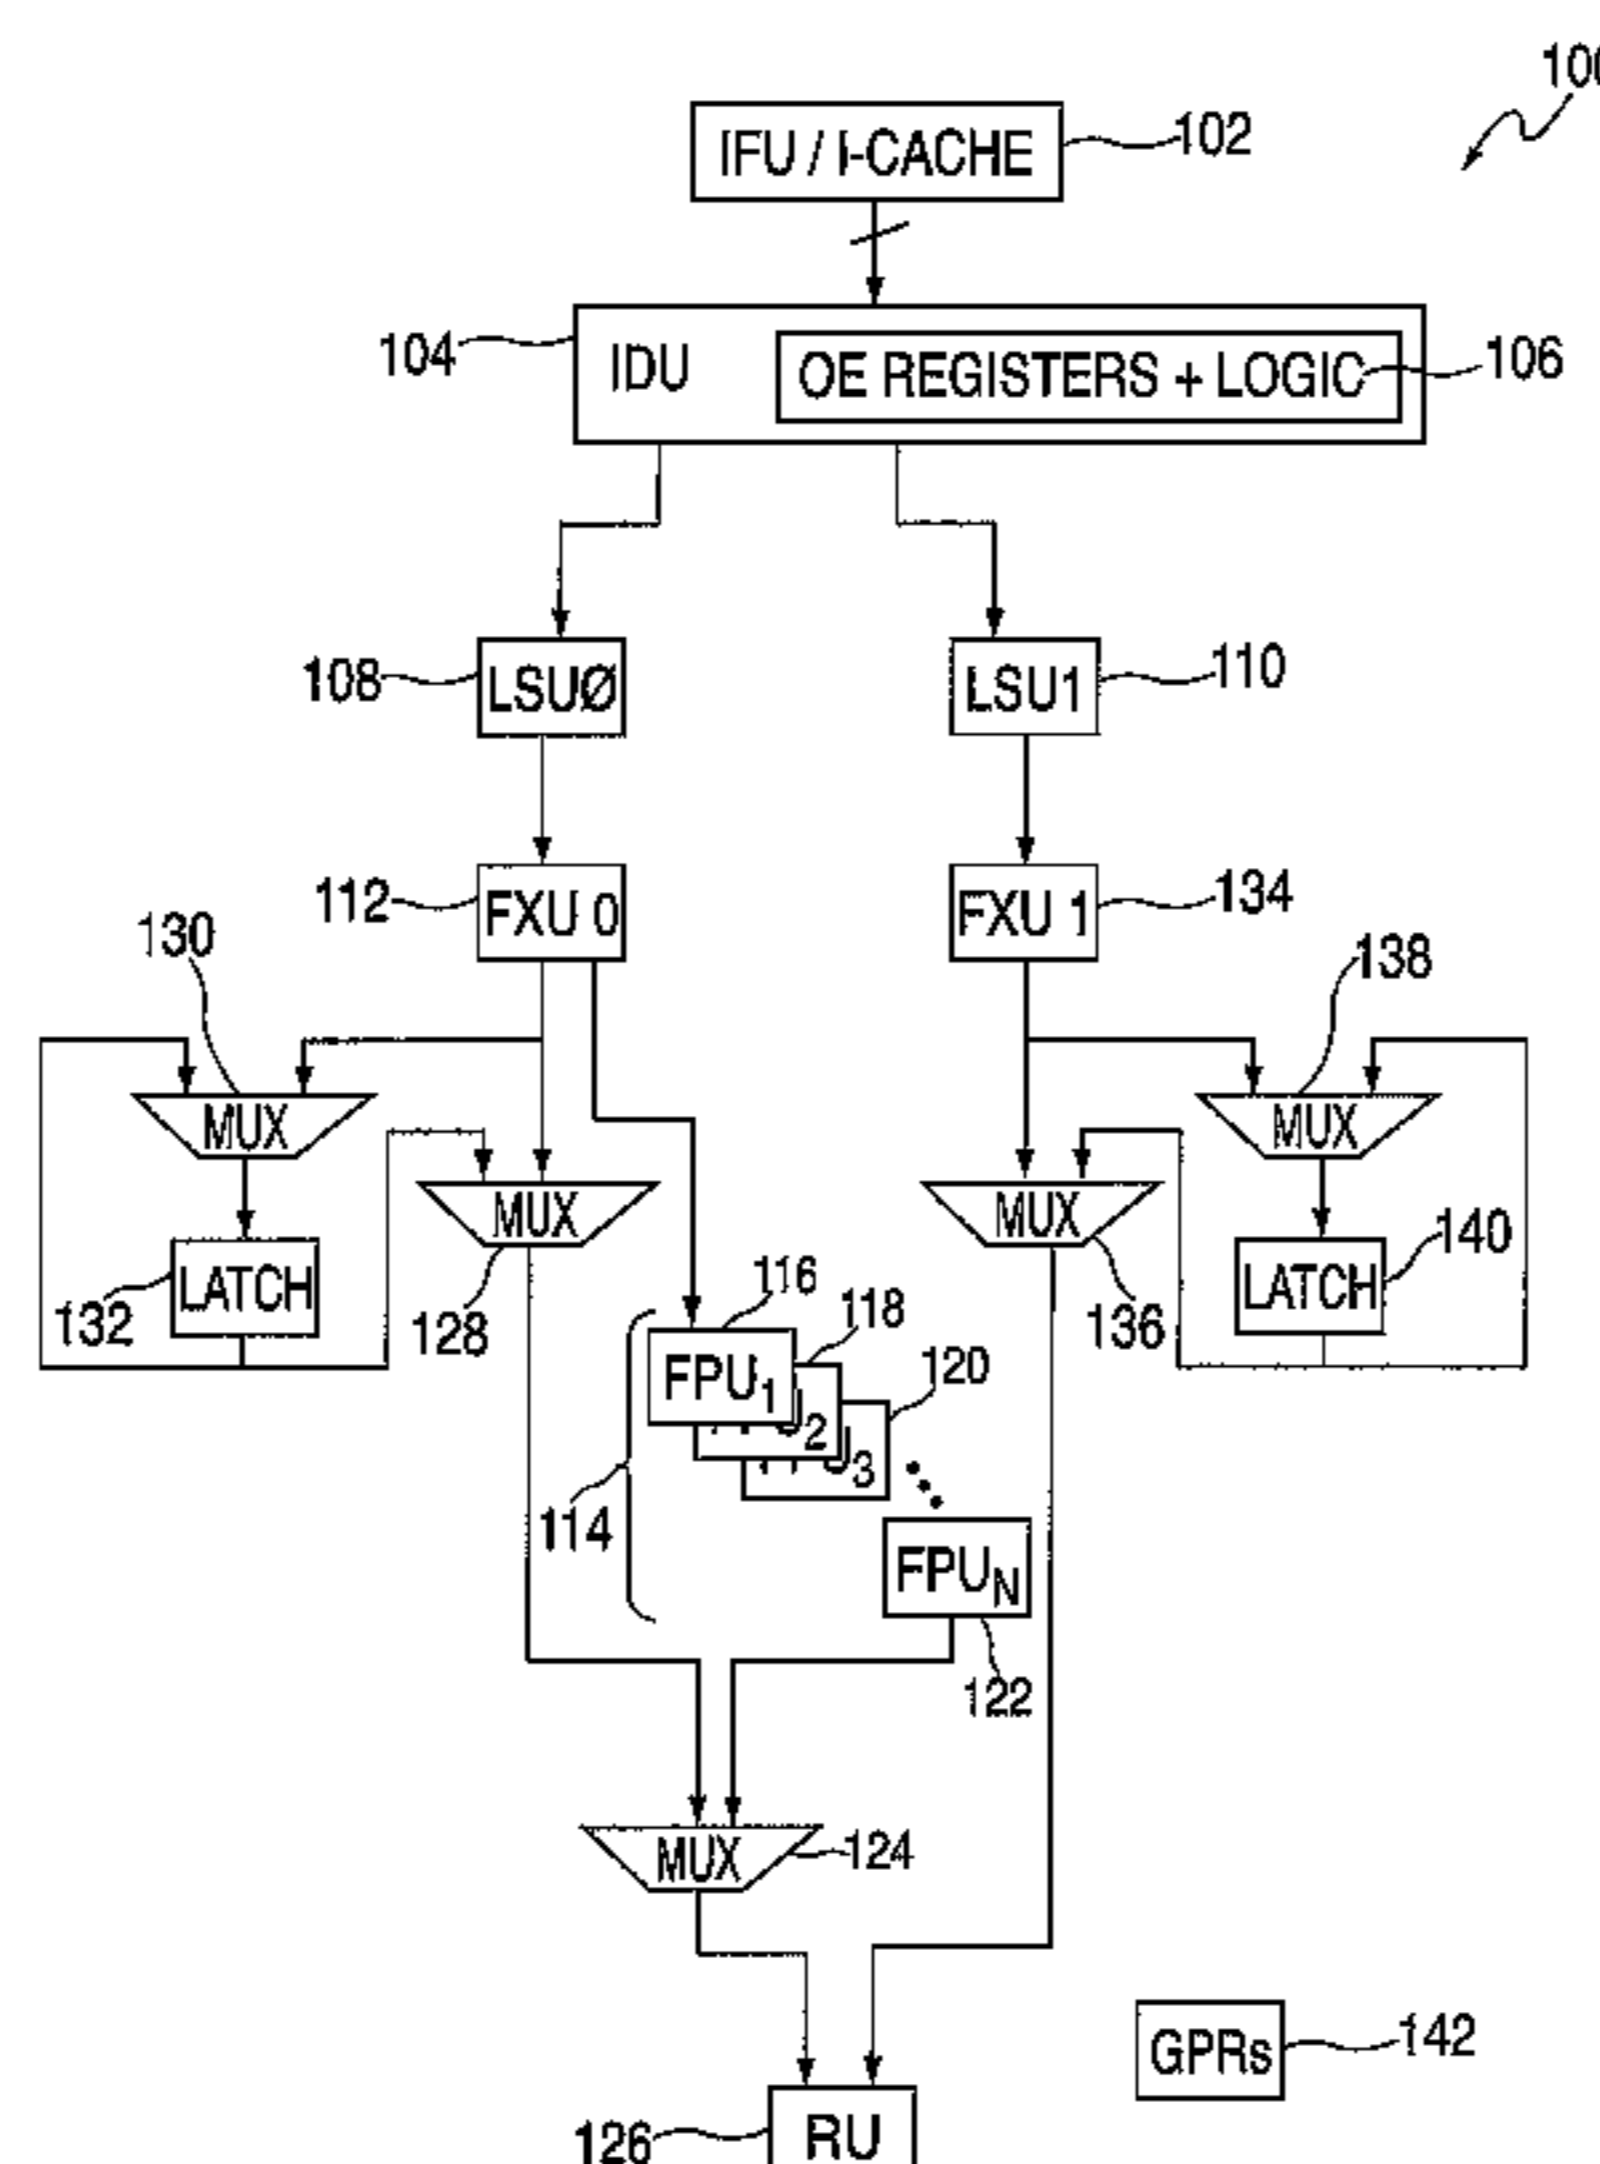 100
IFU / I-CACHE 102
104 IDU OE REGISTERS + LOGIC 106
108 LSUØ LSU1 110
112 FXU 0 FXU 1 134
130 138
MUX MUX
MUX MUX
132 LATCH 128 136 LATCH 140
116
118
FPU1 120
2
3
114
FPUN
122
MUX 124
GPRs 142
126 RU